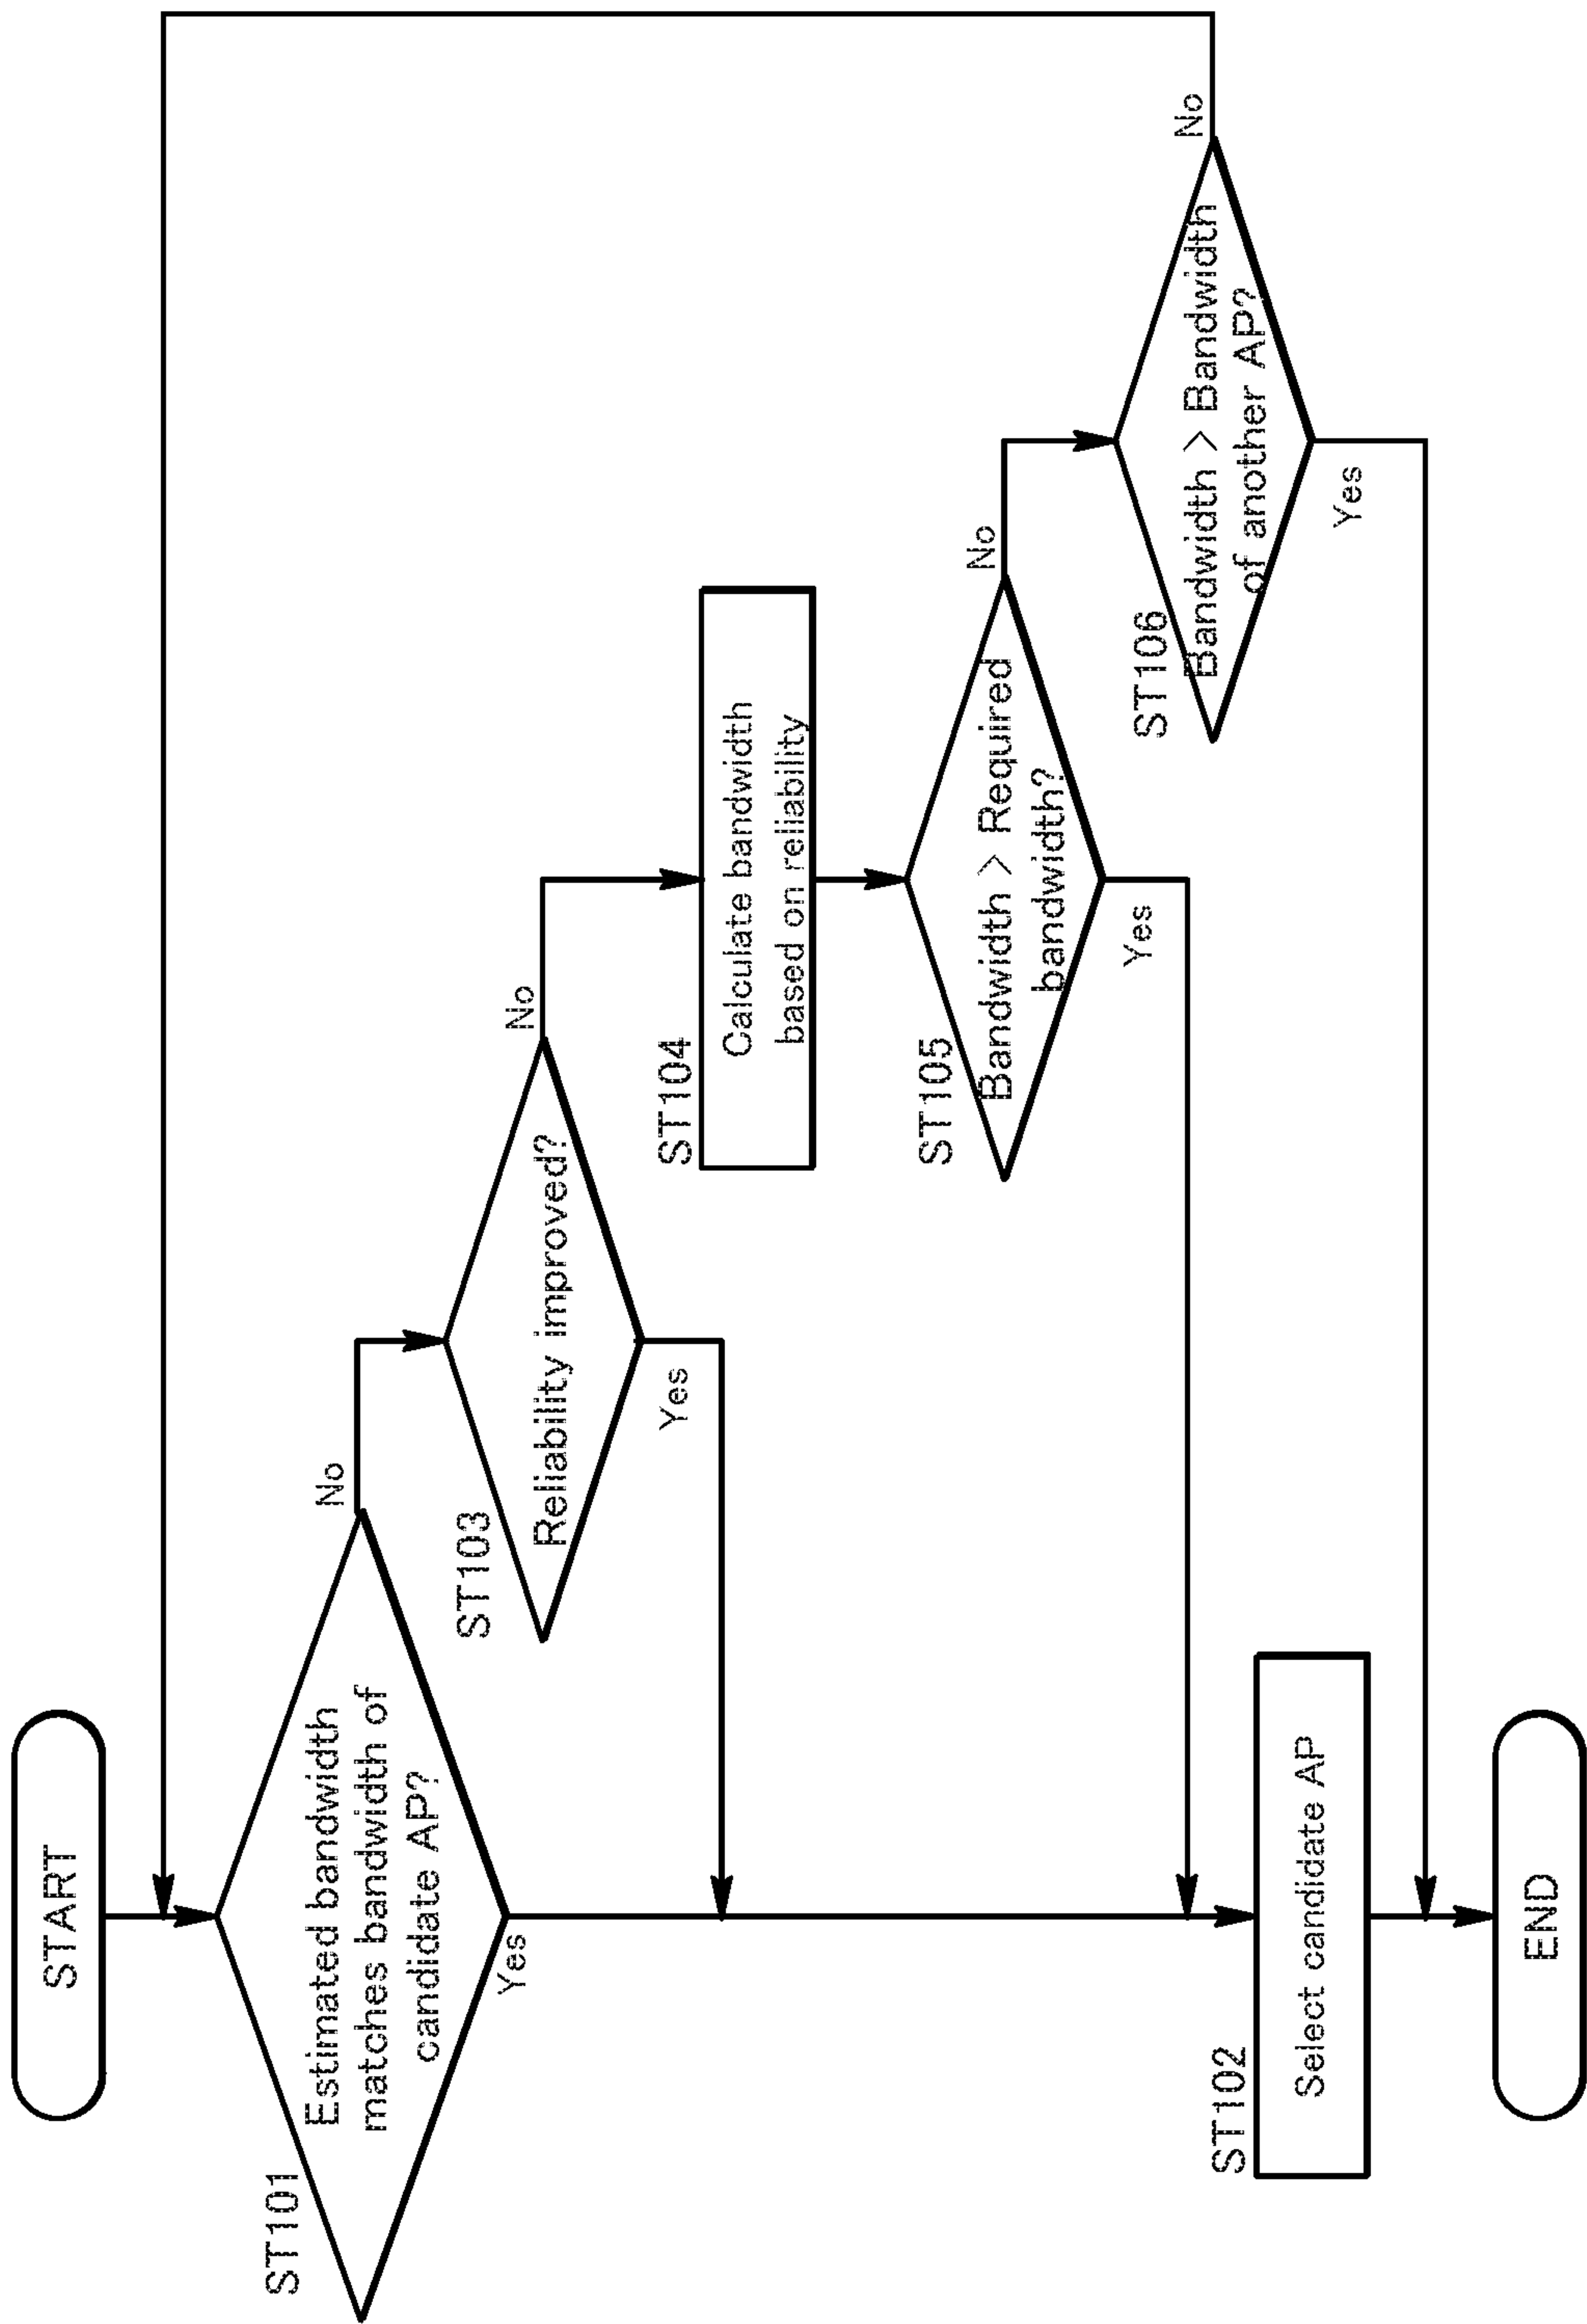 START
ST101
Estimated bandwidth
matches bandwidth of
candidate AP?
No
Yes
ST103
Reliability improved?
No
Yes
ST104
Calculate bandwidth
based on reliability
ST105
Bandwidth > Required
bandwidth?
No
Yes
ST106
Bandwidth > Bandwidth
of another AP?
No
Yes
ST102
Select candidate AP
END